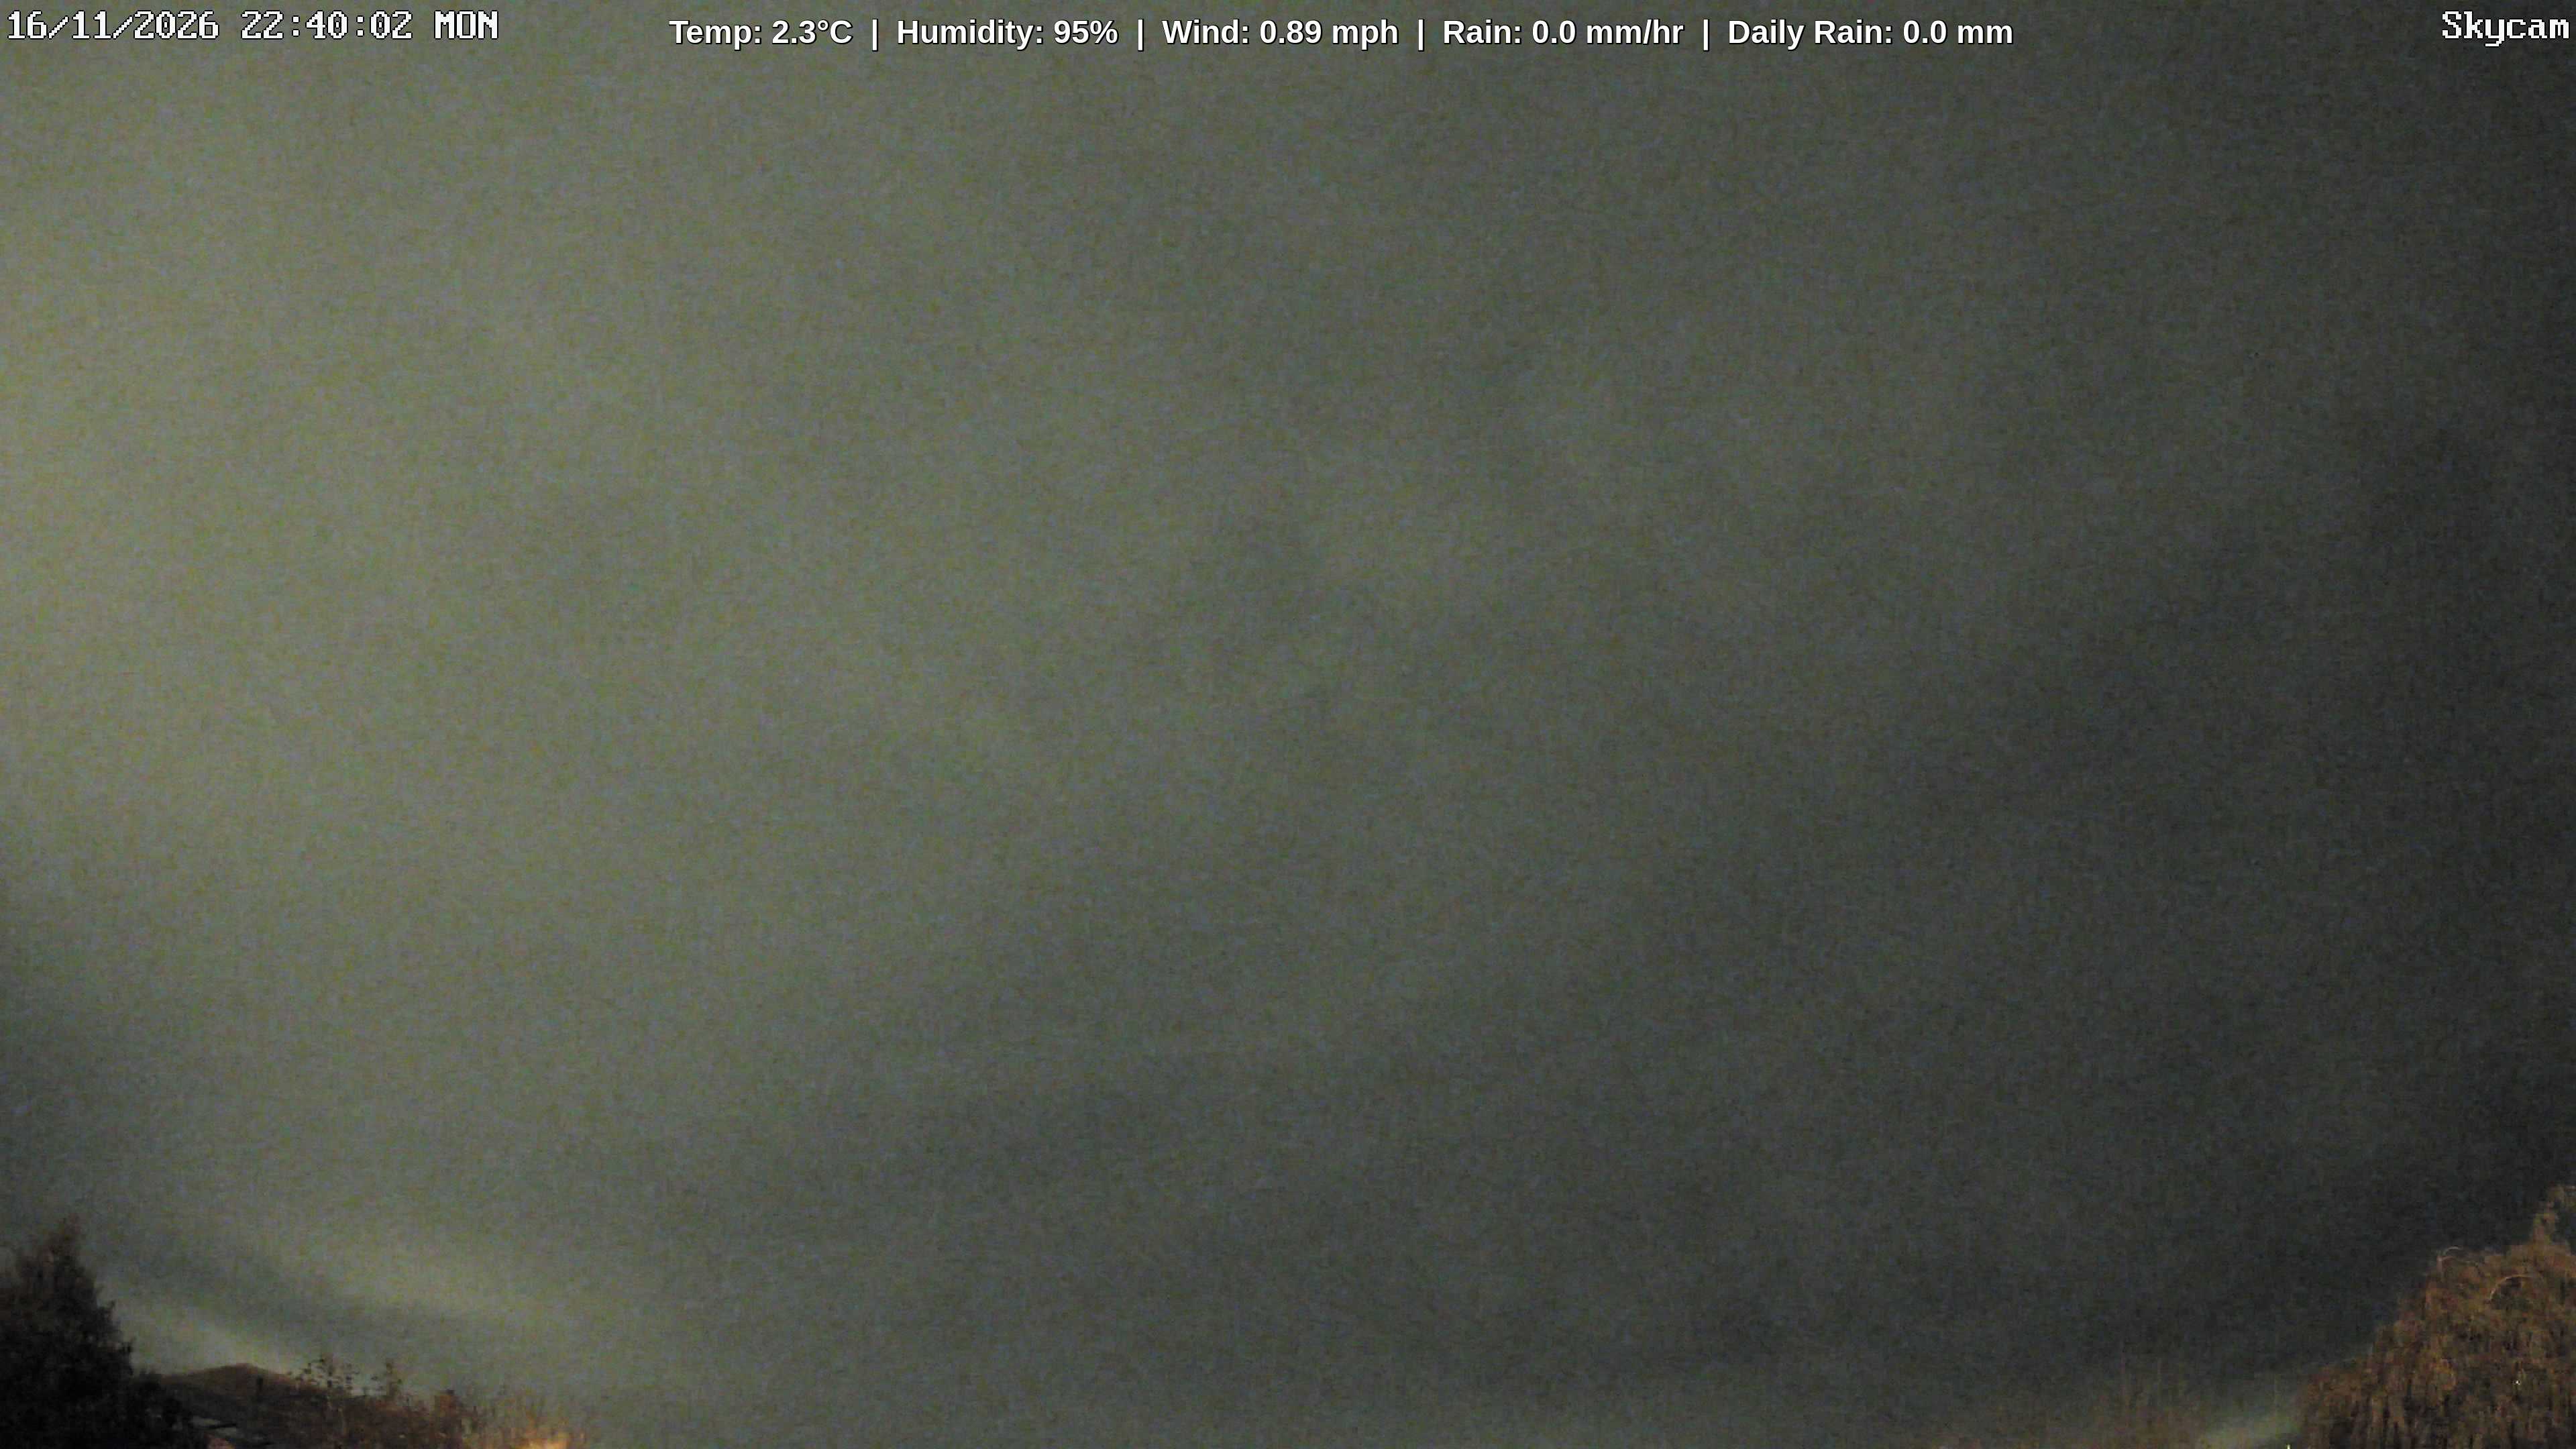 16/11/2026 22:40:02 MON
Temp: 2.3°C | Humidity: 95% | Wind: 0.89 mph | Rain: 0.0 mm/hr | Daily Rain: 0.0 mm
Skycam